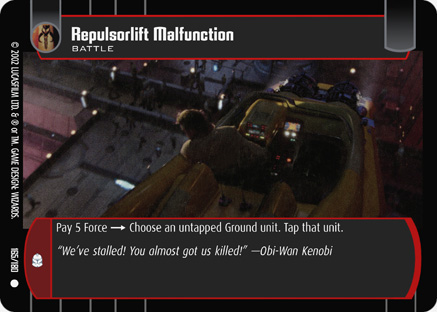 Repulsorlift Malfunction
BATTLE
© 2002 LUCASFILM LTD. & ® or TM. GAME DESIGN: WIZARDS.
Pay 5 Force → Choose an untapped Ground unit. Tap that unit.
“We’ve stalled! You almost got us killed!” —Obi-Wan Kenobi
165/180